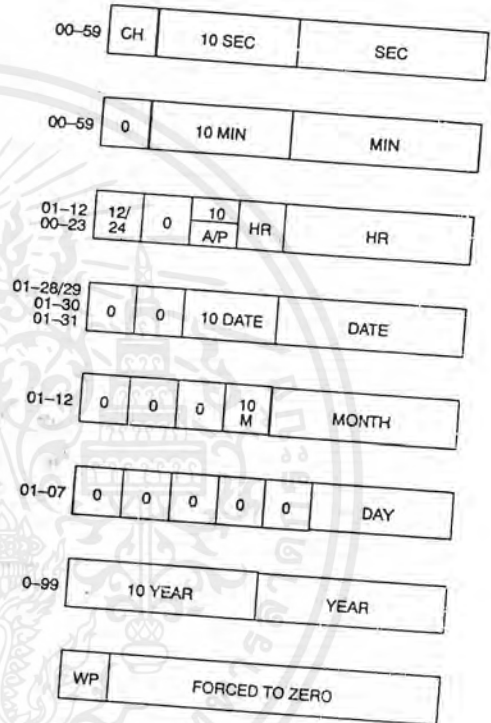 00–59 CH 10 SEC SEC
00–59 0 10 MIN MIN
01–12 12/ 10
00–23 24 0 A/P HR HR
01–28/29
01–30 0 0 10 DATE DATE
01–31
01–12 0 0 0 10 M MONTH
01–07 0 0 0 0 0 DAY
0–99 10 YEAR YEAR
WP FORCED TO ZERO